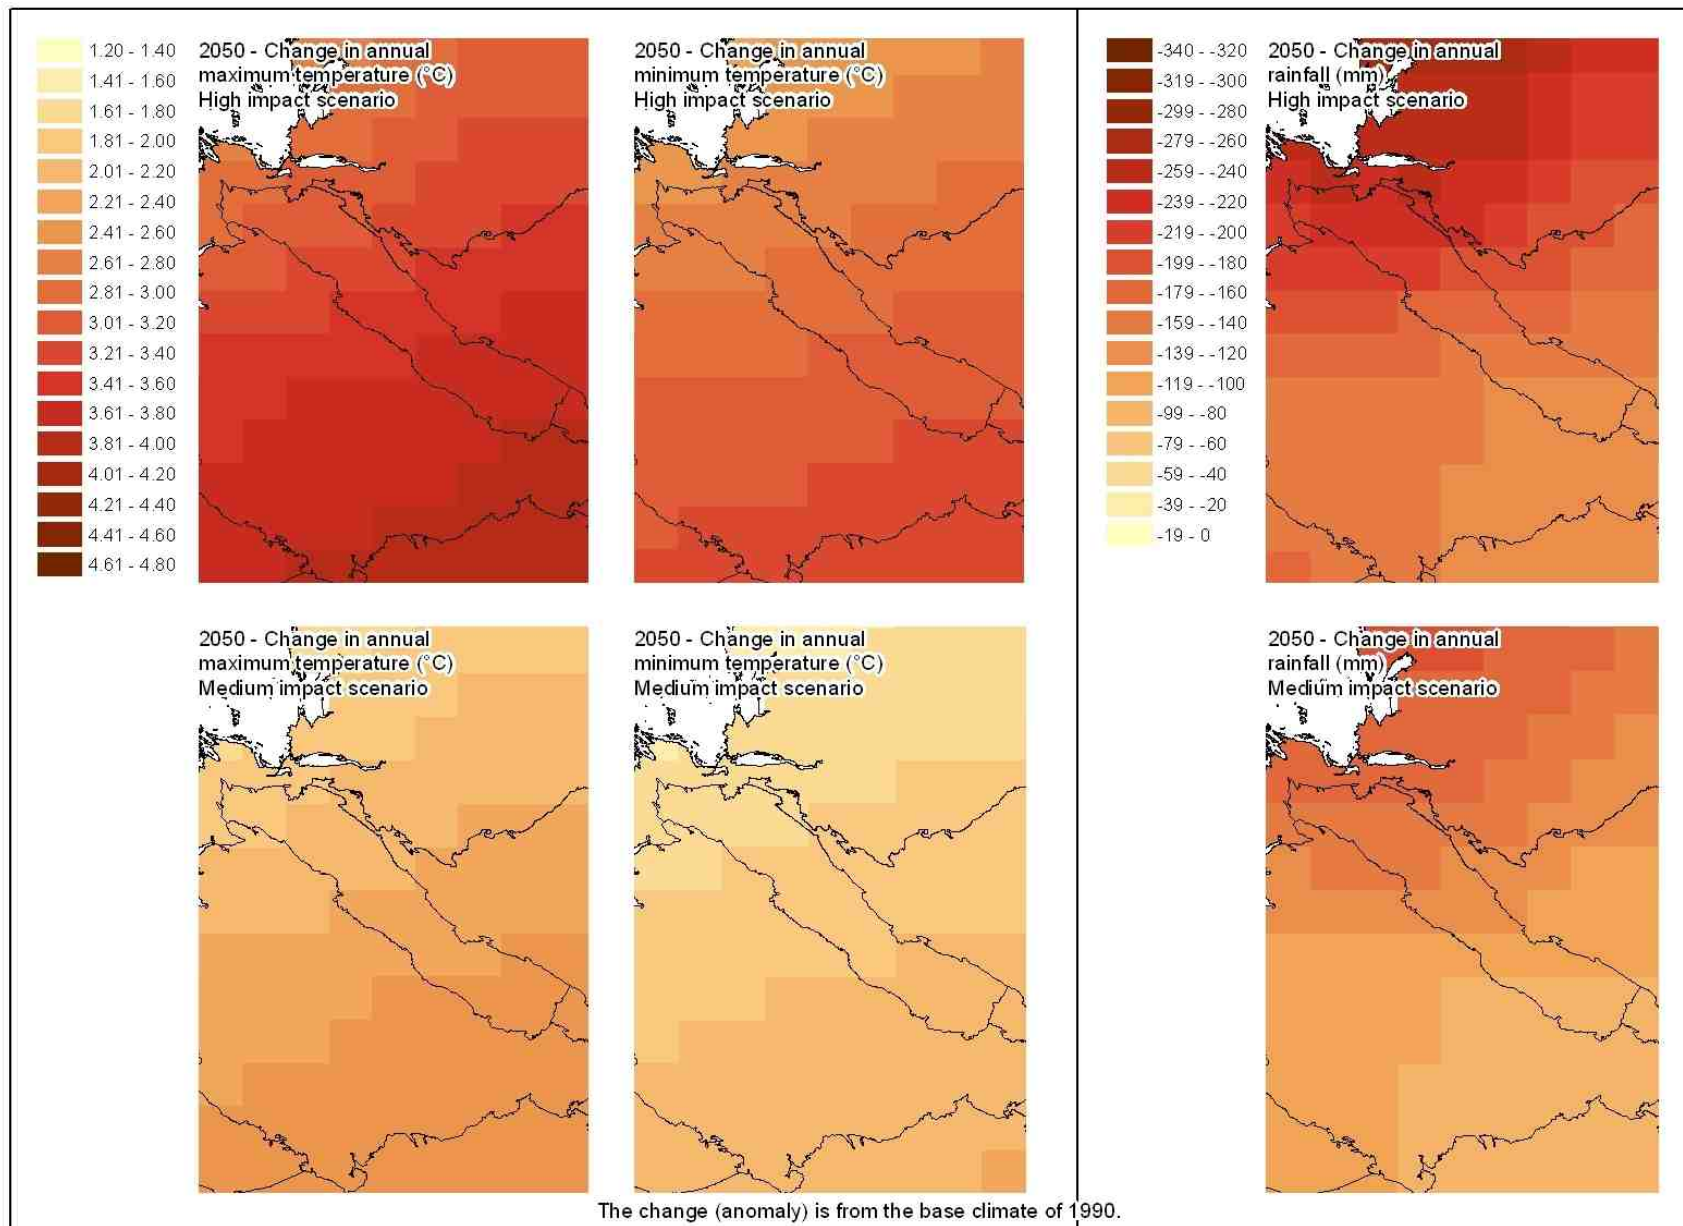 1.20 - 1.40
1.41 - 1.60
1.61 - 1.80
1.81 - 2.00
2.01 - 2.20
2.21 - 2.40
2.41 - 2.60
2.61 - 2.80
2.81 - 3.00
3.01 - 3.20
3.21 - 3.40
3.41 - 3.60
3.61 - 3.80
3.81 - 4.00
4.01 - 4.20
4.21 - 4.40
4.41 - 4.60
4.61 - 4.80
2050 - Change in annual
maximum temperature (°C)
High impact scenario
2050 - Change in annual
minimum temperature (°C)
High impact scenario
-340 - -320
-319 - -300
-299 - -280
-279 - -260
-259 - -240
-239 - -220
-219 - -200
-199 - -180
-179 - -160
-159 - -140
-139 - -120
-119 - -100
-99 - -80
-79 - -60
-59 - -40
-39 - -20
-19 - 0
2050 - Change in annual
rainfall (mm)
High impact scenario
2050 - Change in annual
maximum temperature (°C)
Medium impact scenario
2050 - Change in annual
minimum temperature (°C)
Medium impact scenario
2050 - Change in annual
rainfall (mm)
Medium impact scenario
The change (anomaly) is from the base climate of 1990.